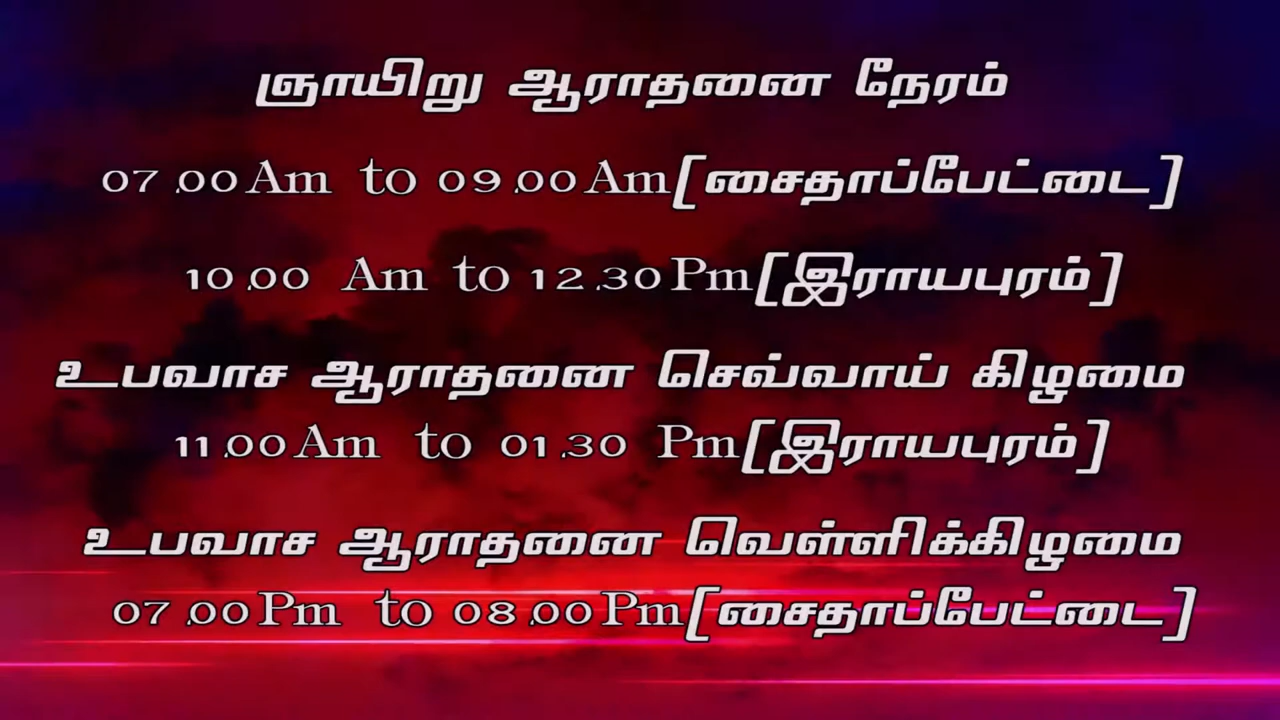 ஞாயிறு ஆராதனை நேரம்
07.00Am to 09.00Am[சைதாப்பேட்டை]
10.00 Am to 12.30Pm[இராயபுரம்]
உபவாச ஆராதனை செவ்வாய் கிழமை
11.00Am to 01.30 Pm[இராயபுரம்]
உபவாச ஆராதனை வெள்ளிக்கிழமை
07.00Pm to 08.00Pm[சைதாப்பேட்டை]